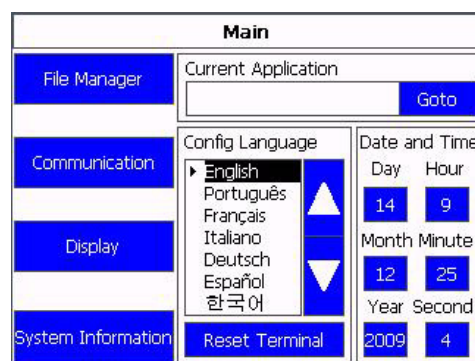 Main
File Manager
Communication
Display
System Information
Current Application
Goto
Config Language
English
Português
Français
Italiano
Deutsch
Español
한국어
Reset Terminal
Date and Time
Day Hour
14 9
Month Minute
12 25
Year Second
2009 4